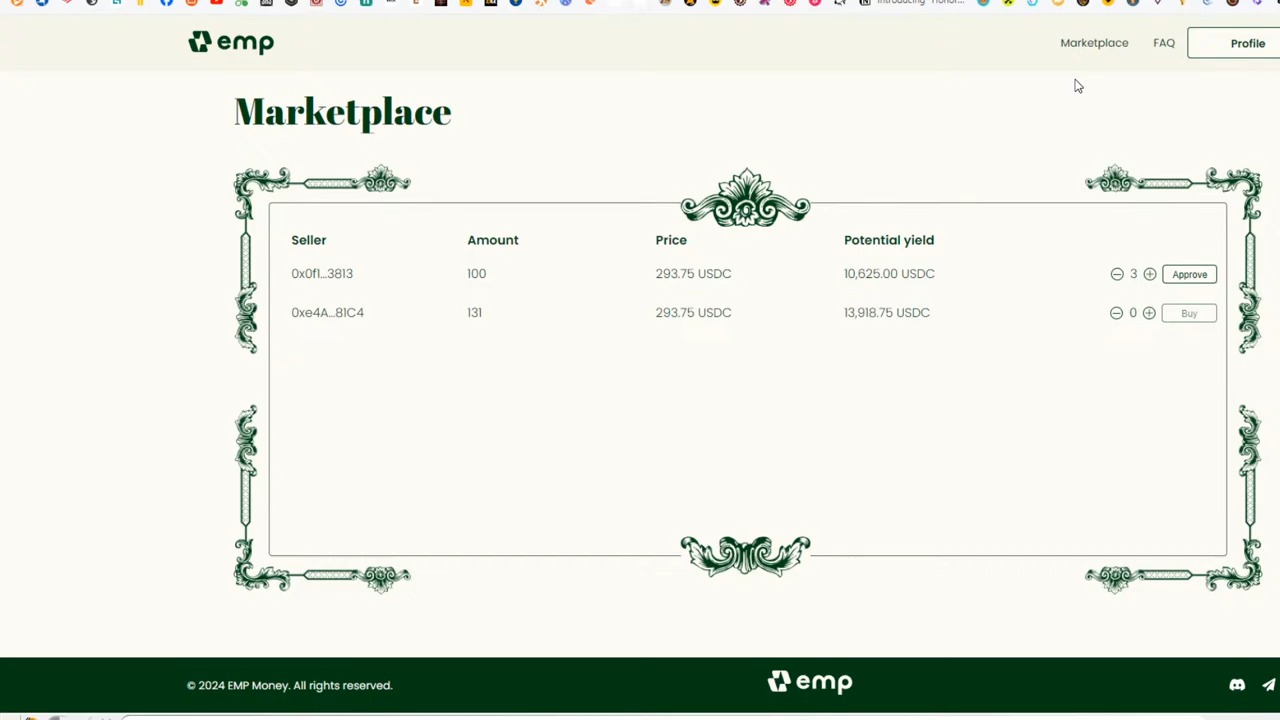 Introducing "Honor...
emp
Marketplace FAQ Profile
Marketplace
Seller Amount Price Potential yield
0x0f1...3813 100 293.75 USDC 10,625.00 USDC 3 Approve
0xe4A...81C4 131 293.75 USDC 13,918.75 USDC 0 Buy
© 2024 EMP Money. All rights reserved.
emp